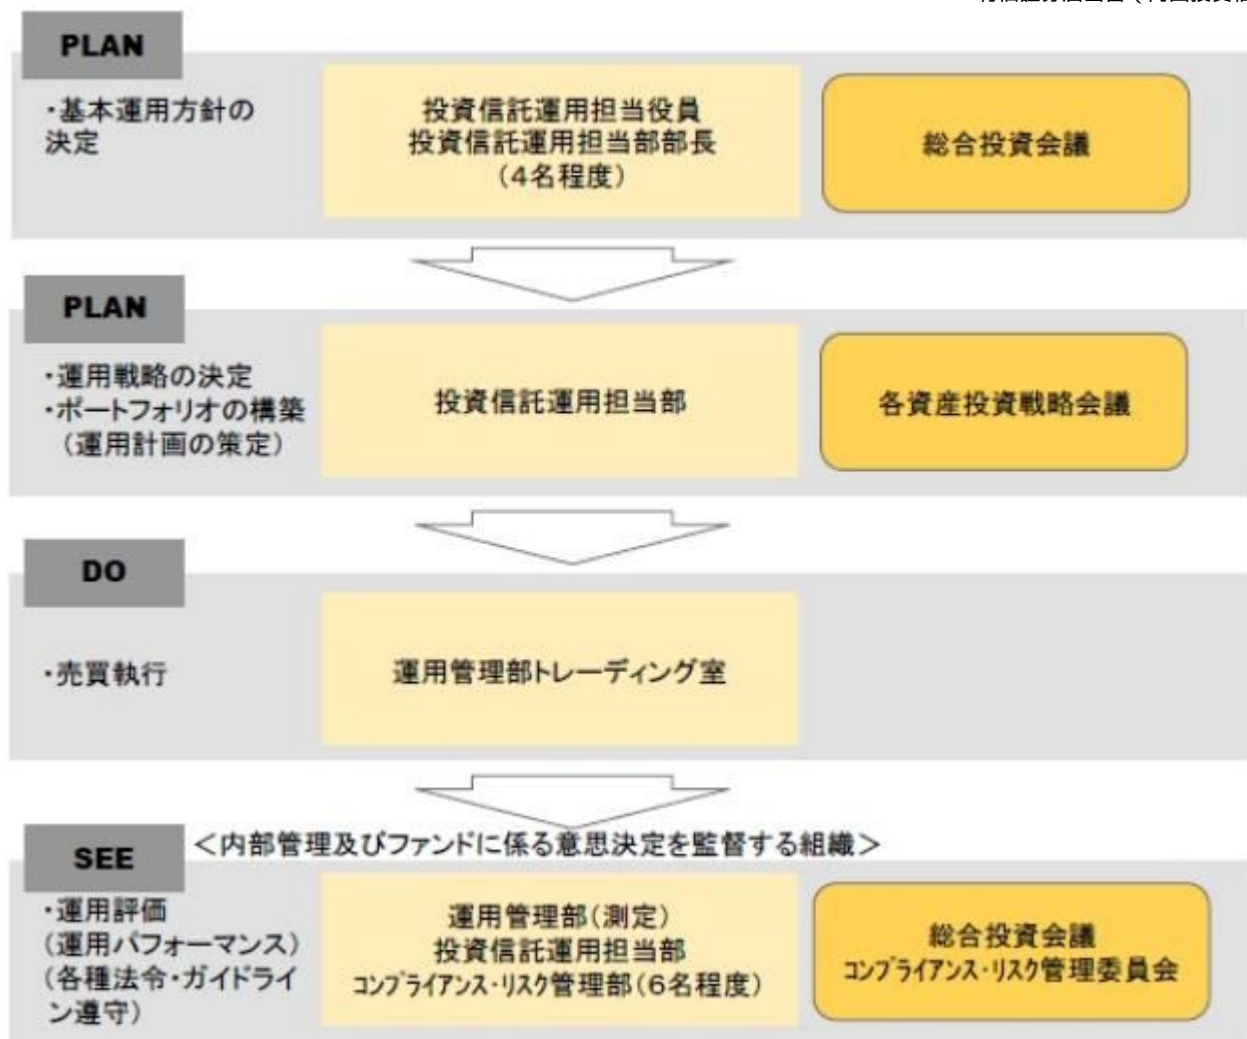 PLAN
・基本運用方針の
決定
投資信託運用担当役員
投資信託運用担当部部長
(4名程度)
総合投資会議
PLAN
・運用戦略の決定
・ポートフォリオの構築
(運用計画の策定)
投資信託運用担当部
各資産投資戦略会議
DO
・売買執行
運用管理部トレーディング室
SEE
＜内部管理及びファンドに係る意思決定を監督する組織＞
・運用評価
(運用パフォーマンス)
(各種法令・ガイドライ
ン遵守)
運用管理部(測定)
投資信託運用担当部
コンプライアンス・リスク管理部(6名程度)
総合投資会議
コンプライアンス・リスク管理委員会